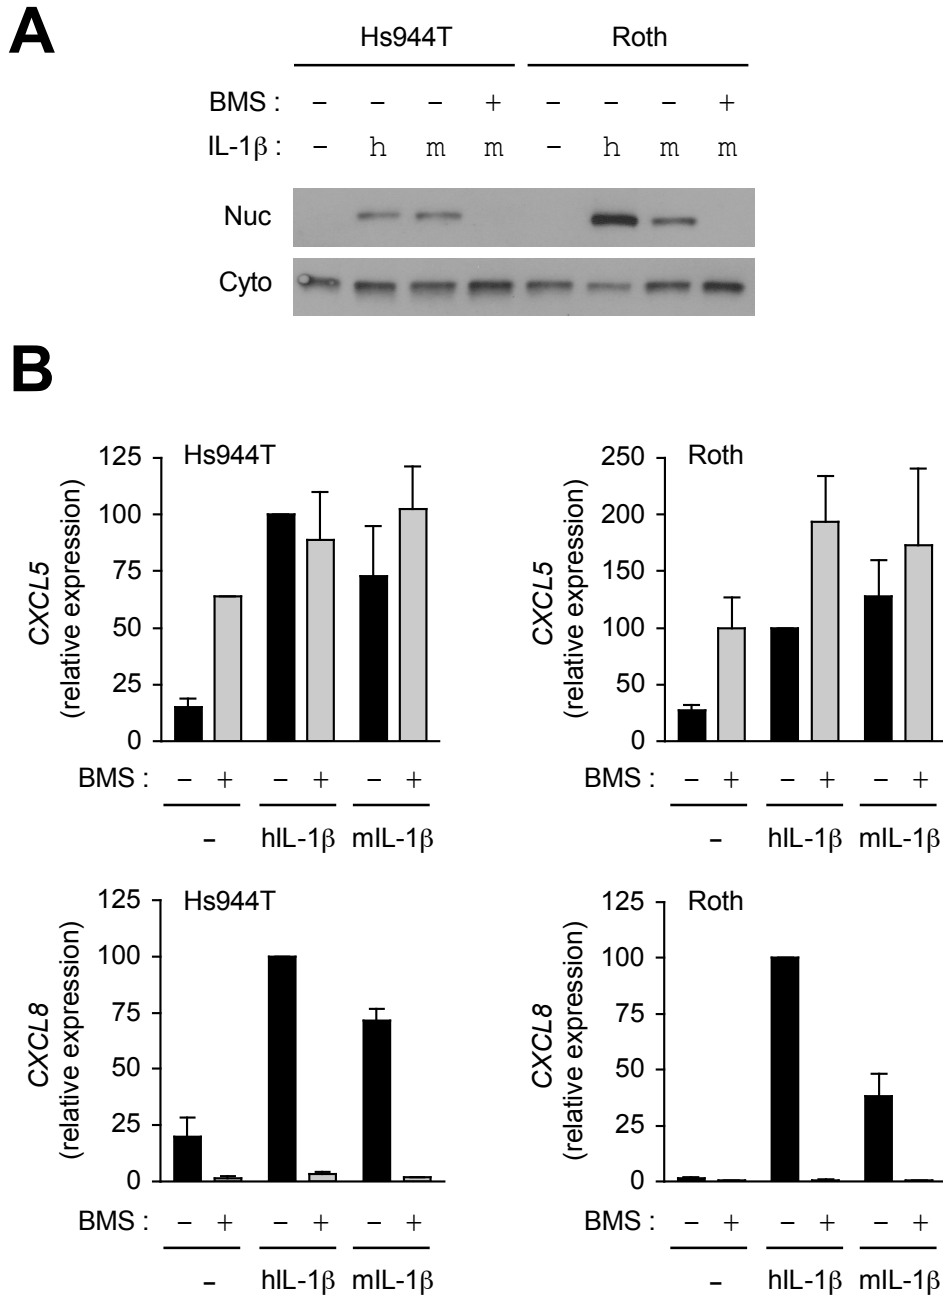 A
Hs944T Roth
BMS : – – – + – – – +
IL-1β : – h m m – h m m
Nuc
Cyto
B
Hs944T
CXCL5
(relative expression)
125
100
75
50
25
0
BMS : – + – + – +
– hIL-1β mIL-1β
Roth
CXCL5
(relative expression)
250
200
150
100
50
0
BMS : – + – + – +
– hIL-1β mIL-1β
Hs944T
CXCL8
(relative expression)
125
100
75
50
25
0
BMS : – + – + – +
– hIL-1β mIL-1β
Roth
CXCL8
(relative expression)
125
100
75
50
25
0
BMS : – + – + – +
– hIL-1β mIL-1β